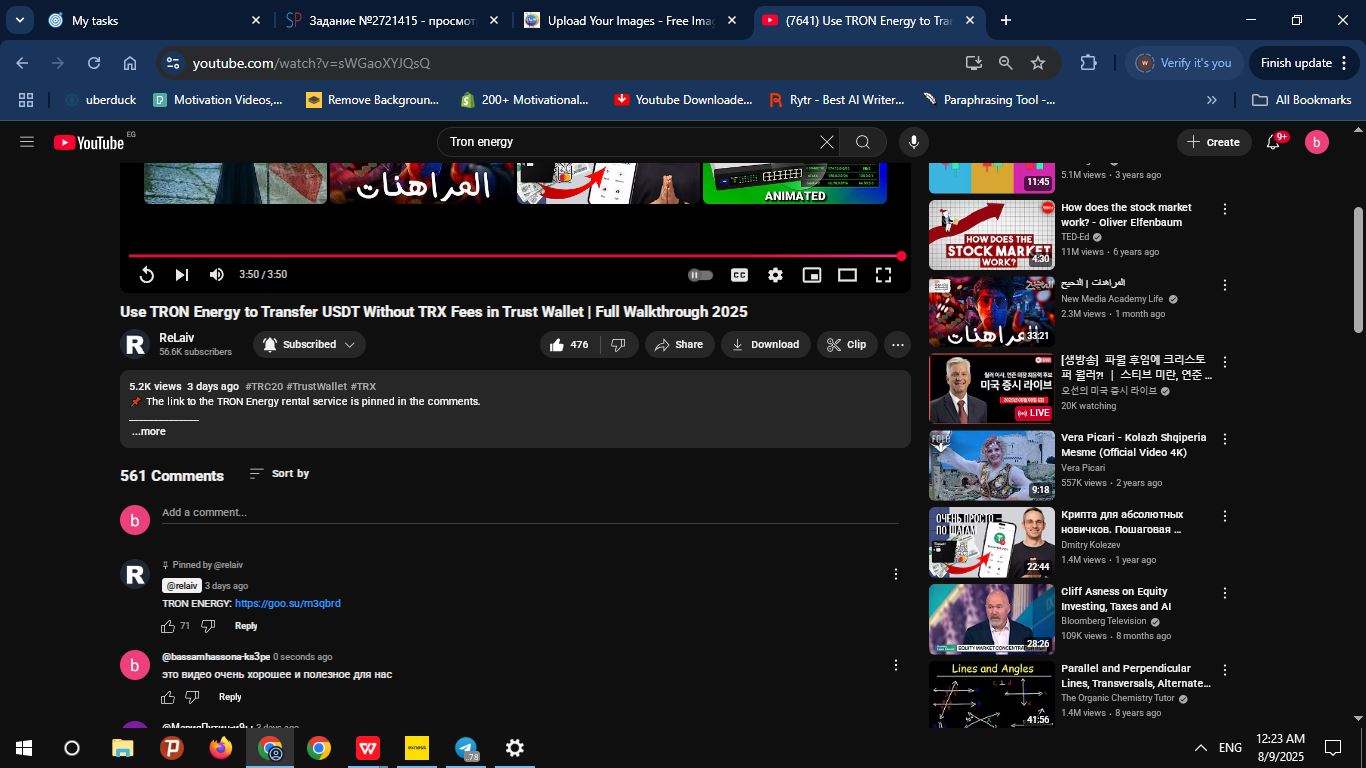 My tasks
Задание №2721415 - просмот
Upload Your Images - Free Imag
(7641) Use TRON Energy to Tra
youtube.com/watch?v=sWGaoXYJQsQ
Verify it's you
Finish update
uberduck
Motivation Videos,...
Remove Backgroun...
200+ Motivational...
Youtube Downloade...
Rytr - Best AI Writer...
Paraphrasing Tool -...
All Bookmarks
YouTube EG
Tron energy
Create
9+
b
المراهنات
ANIMATED
3:50 / 3:50
CC
Use TRON Energy to Transfer USDT Without TRX Fees in Trust Wallet | Full Walkthrough 2025
R
ReLaiv
56.6K subscribers
Subscribed
476
Share
Download
Clip
5.2K views 3 days ago #TRC20 #TrustWallet #TRX
The link to the TRON Energy rental service is pinned in the comments.
...more
561 Comments
Sort by
b
Add a comment...
R
Pinned by @relaiv
@relaiv 3 days ago
TRON ENERGY: https://goo.su/m3qbrd
71
Reply
b
@bassamhassona-ks3pe 0 seconds ago
это видео очень хорошее и полезное для нас
Reply
3 days ago
11:45
5.1M views • 3 years ago
HOW DOES THE STOCK MARKET WORK?
4:30
How does the stock market work? - Oliver Elfenbaum
TED-Ed
11M views • 6 years ago
المراهنات
33:21
المراهنات | الدحيح
New Media Academy Life
2.3M views • 1 month ago
미국 증시 라이브
LIVE
[생방송] 파월 후임에 크리스토퍼 월러?! | 스티브 미란, 연준 ...
오선의 미국 증시 라이브
20K watching
9:18
Vera Picari - Kolazh Shqiperia Mesme (Official Video 4K)
Vera Picari
557K views • 2 years ago
ОЧЕНЬ ПРОСТО
ПО ШАГАМ
22:44
Крипта для абсолютных новичков. Пошаговая ...
Dmitry Kolezev
1.4M views • 1 year ago
EQUITY MARKET CONCENTRAT
28:26
Cliff Asness on Equity Investing, Taxes and AI
Bloomberg Television
109K views • 8 months ago
Lines and Angles
41:56
Parallel and Perpendicular Lines, Transversals, Alternate...
The Organic Chemistry Tutor
1.4M views • 8 years ago
exness
78
ENG
12:23 AM
8/9/2025